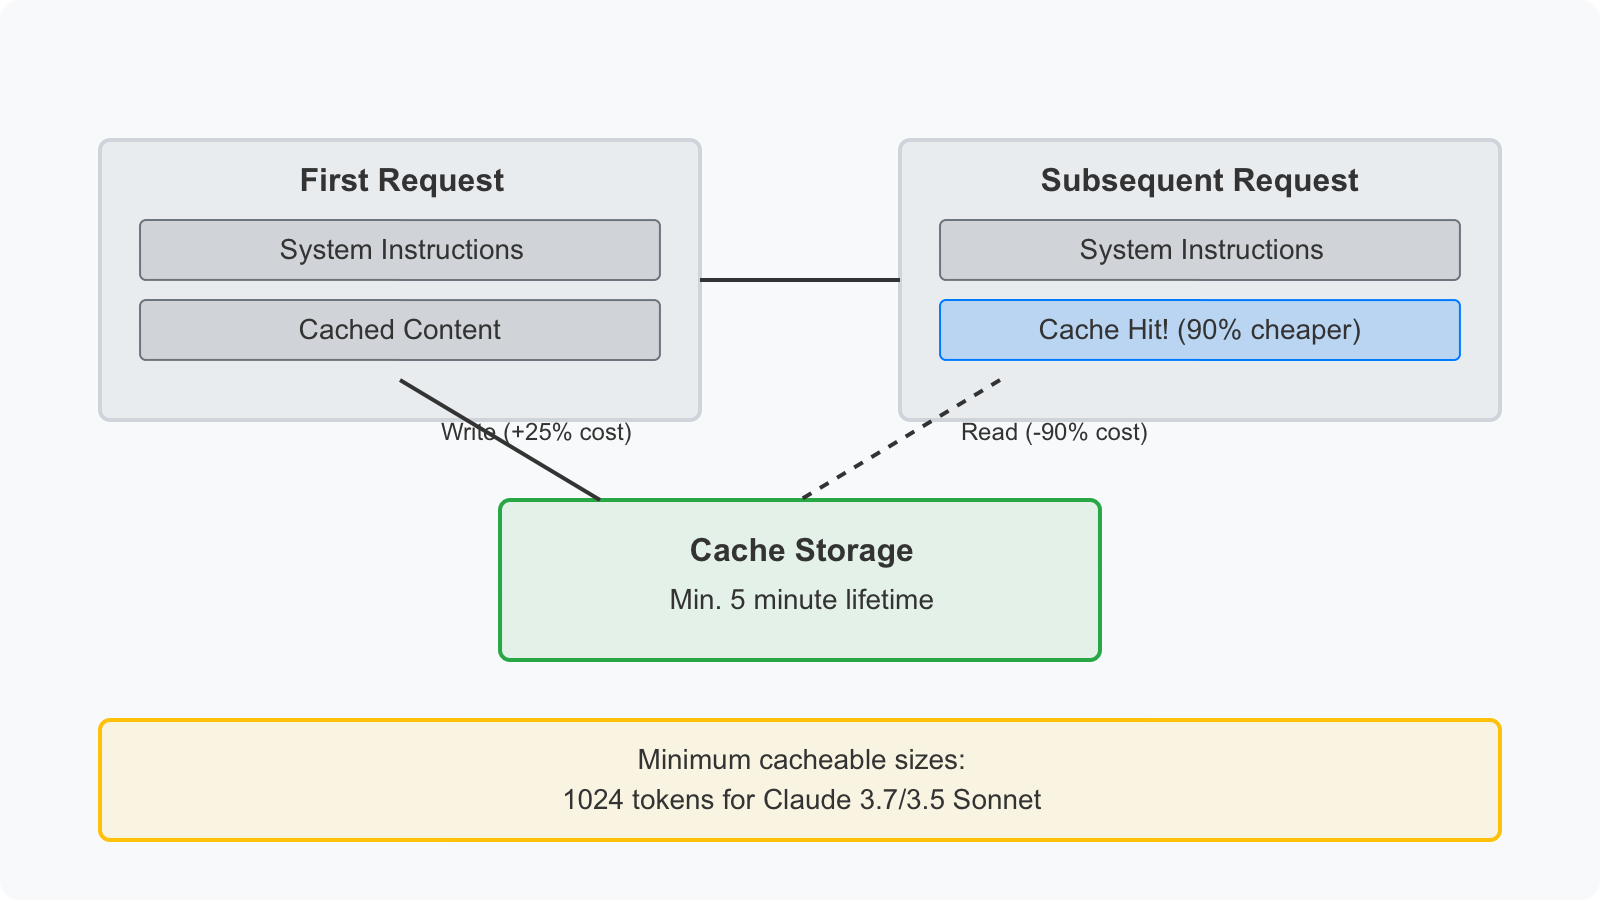 First Request
System Instructions
Cached Content
Subsequent Request
System Instructions
Cache Hit! (90% cheaper)
Write (+25% cost)
Read (-90% cost)
Cache Storage
Min. 5 minute lifetime
Minimum cacheable sizes:
1024 tokens for Claude 3.7/3.5 Sonnet